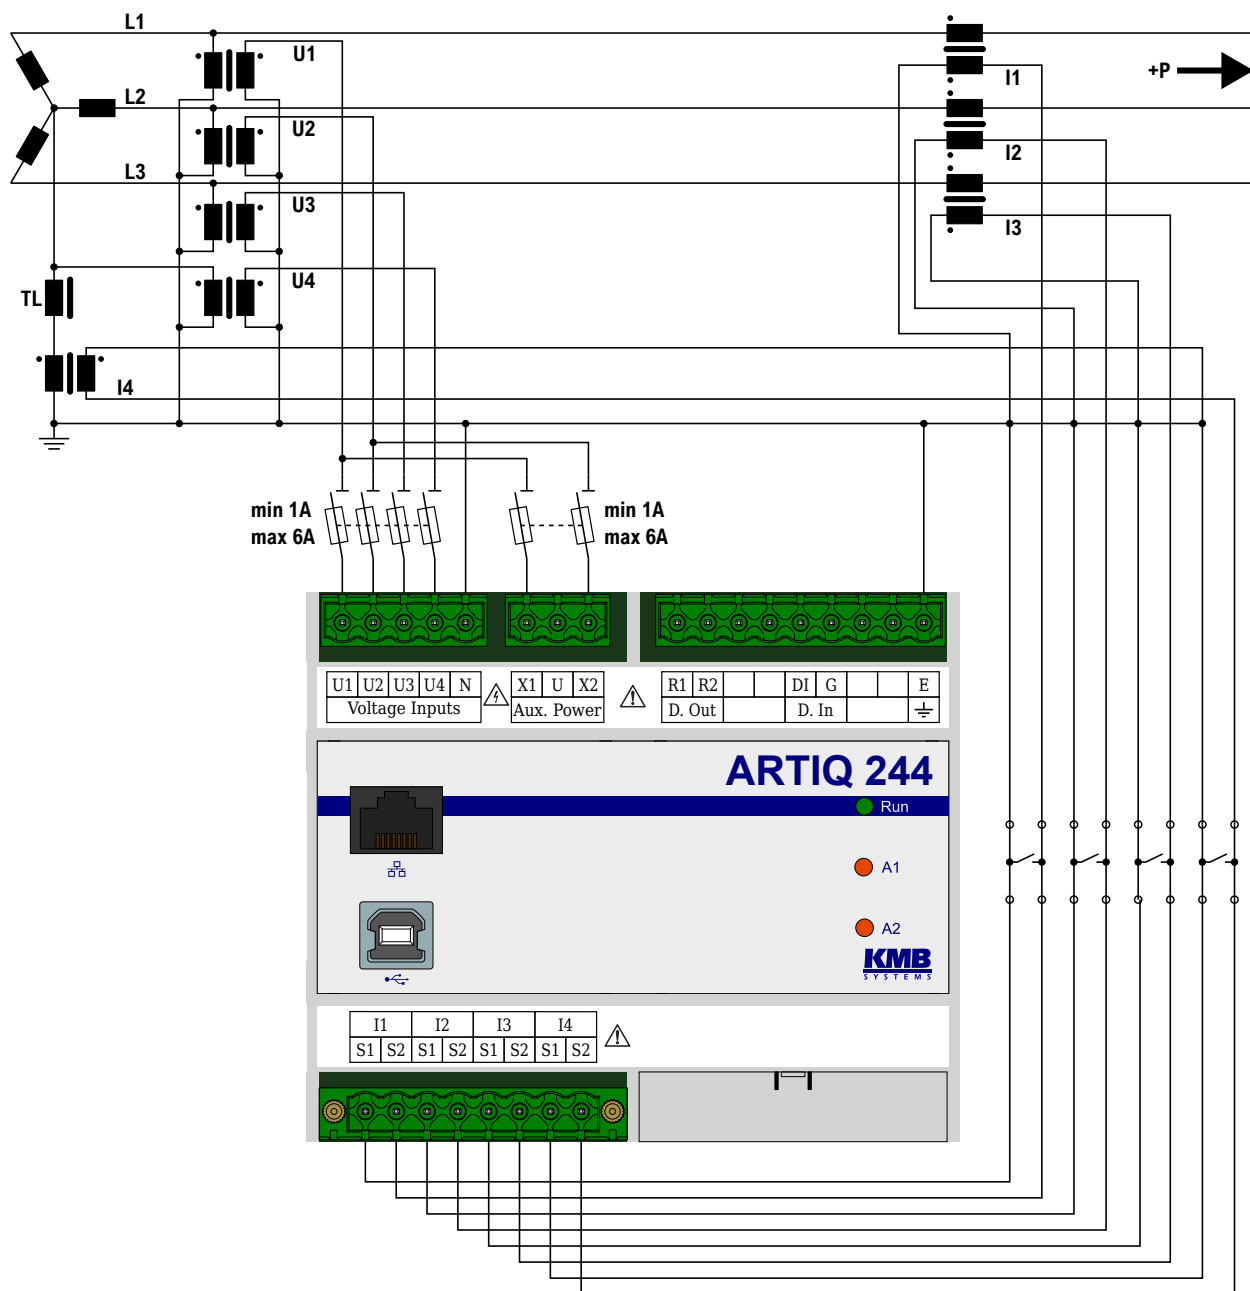 L1
U1
+P
I1
L2
U2
I2
L3
U3
I3
U4
TL
I4
min 1A
max 6A
min 1A
max 6A
U1 U2 U3 U4 N X1 U X2 R1 R2 DI G E
Voltage Inputs Aux. Power D. Out D. In
ARTIQ 244
Run
A1
A2
KMB
SYSTEMS
I1 I2 I3 I4
S1 S2 S1 S2 S1 S2 S1 S2